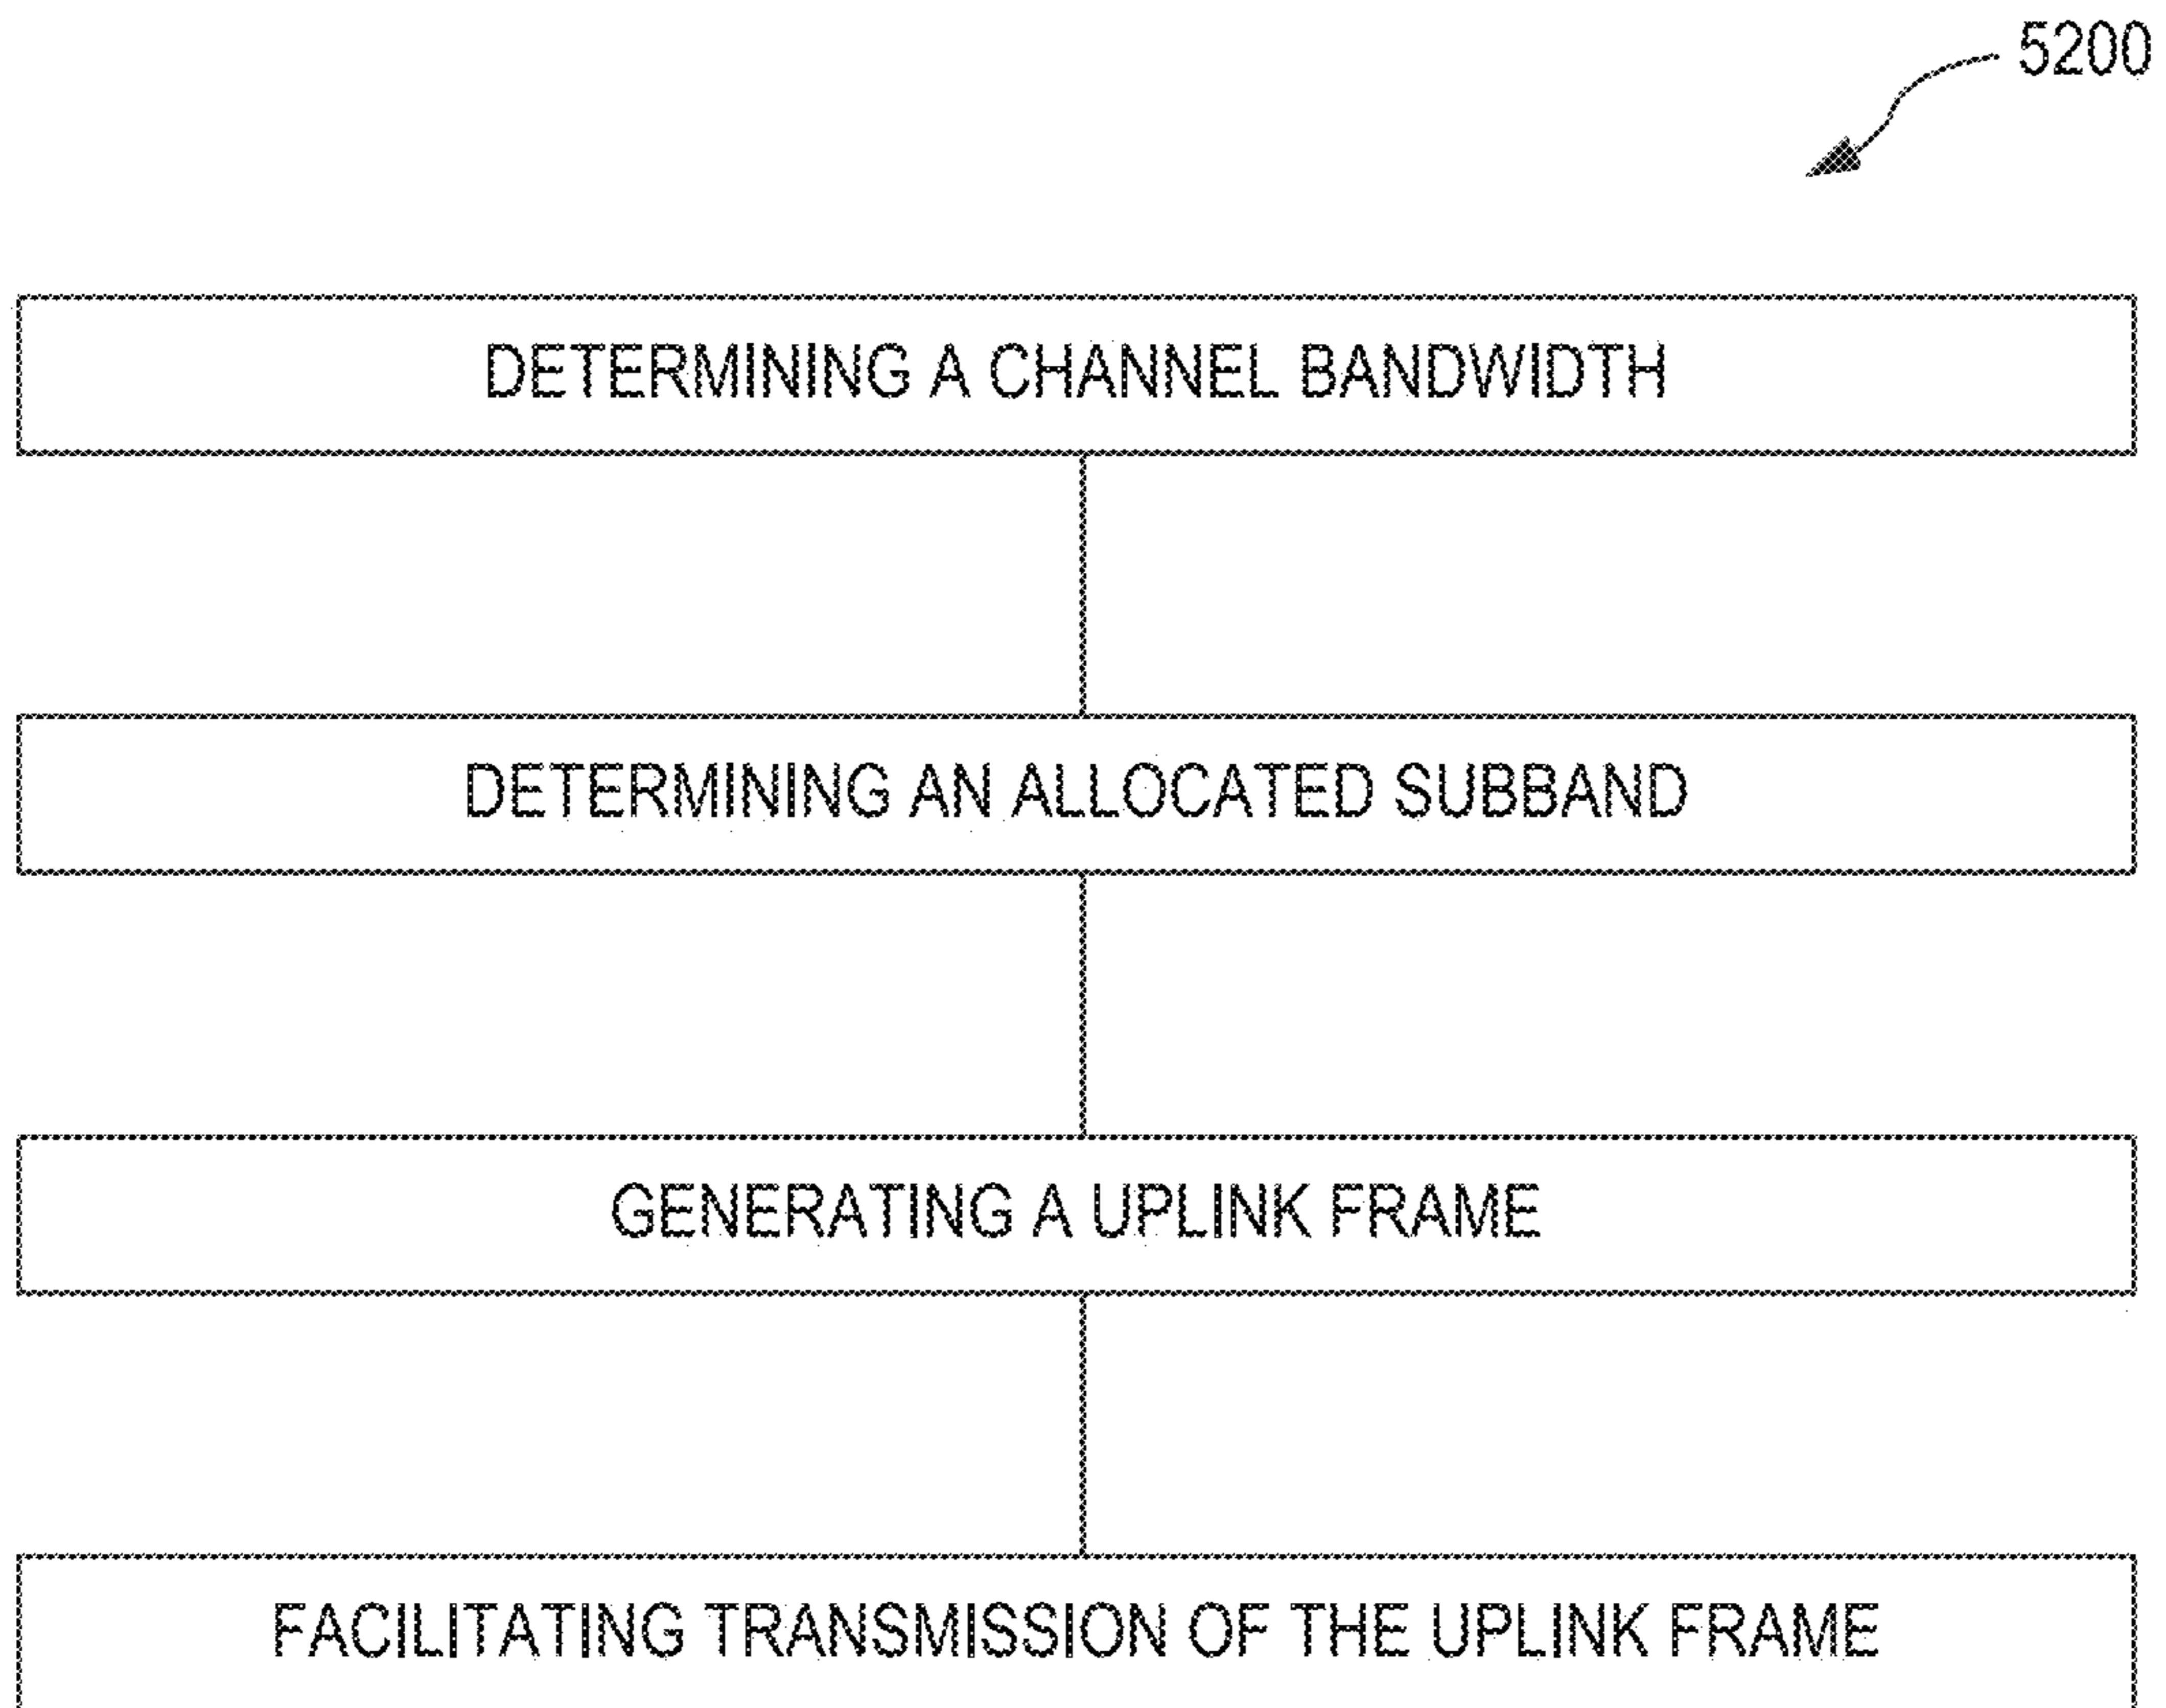 5200
DETERMINING A CHANNEL BANDWIDTH
DETERMINING AN ALLOCATED SUBBAND
GENERATING A UPLINK FRAME
FACILITATING TRANSMISSION OF THE UPLINK FRAME